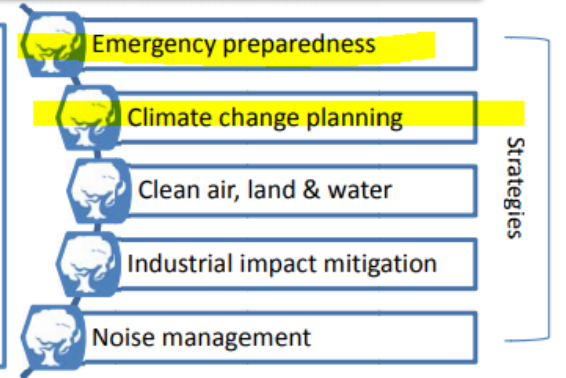 Emergency preparedness
Climate change planning
Clean air, land & water
Industrial impact mitigation
Noise management
Strategies